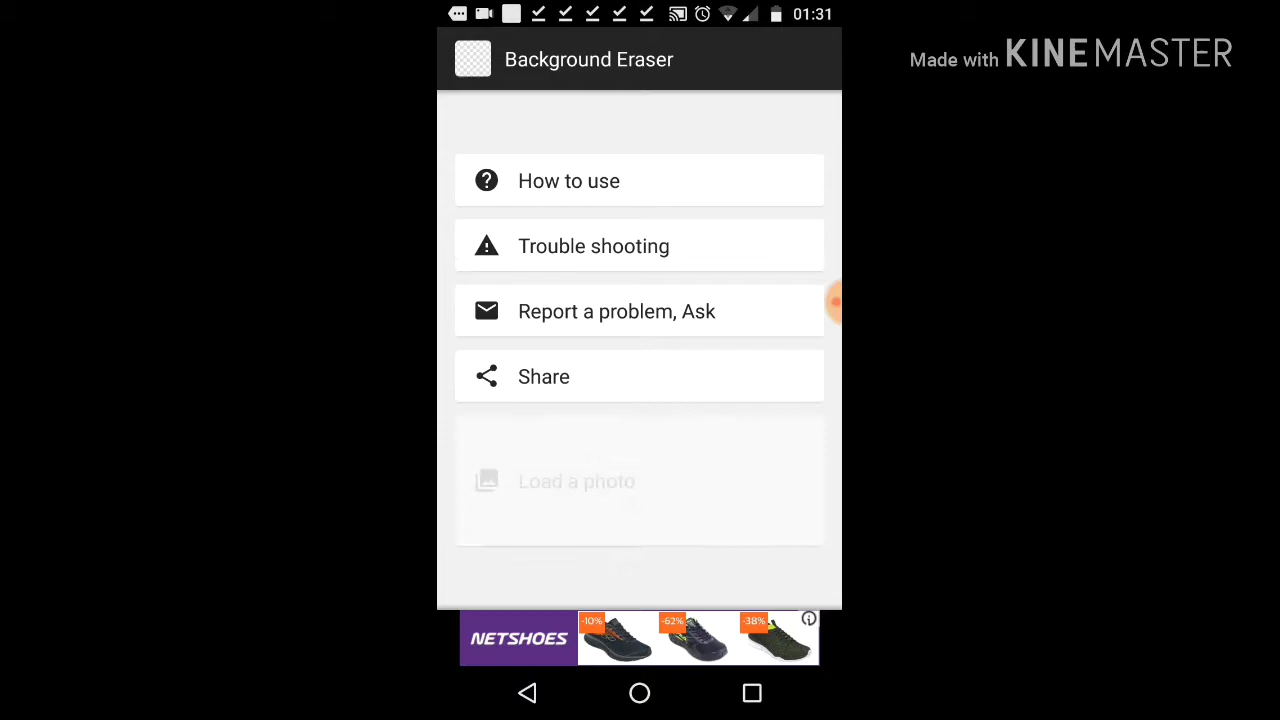 01:31
Background Eraser
Made with KINEMASTER
How to use
Trouble shooting
Report a problem, Ask
Share
Load a photo
NETSHOES
-10%
-62%
-38%